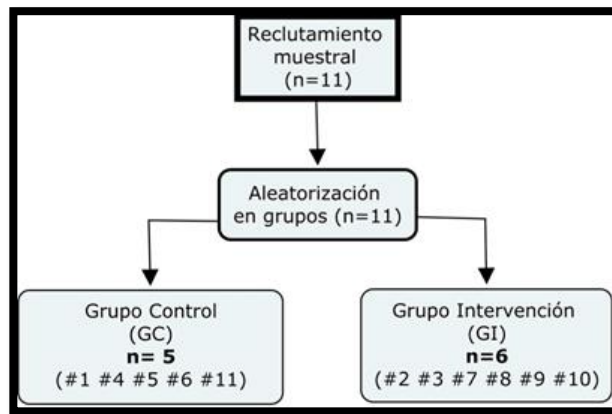 Reclutamiento
muestral
(n=11)
Aleatorización
en grupos (n=11)
Grupo Control
(GC)
n= 5
(#1 #4 #5 #6 #11)
Grupo Intervención
(GI)
n=6
(#2 #3 #7 #8 #9 #10)